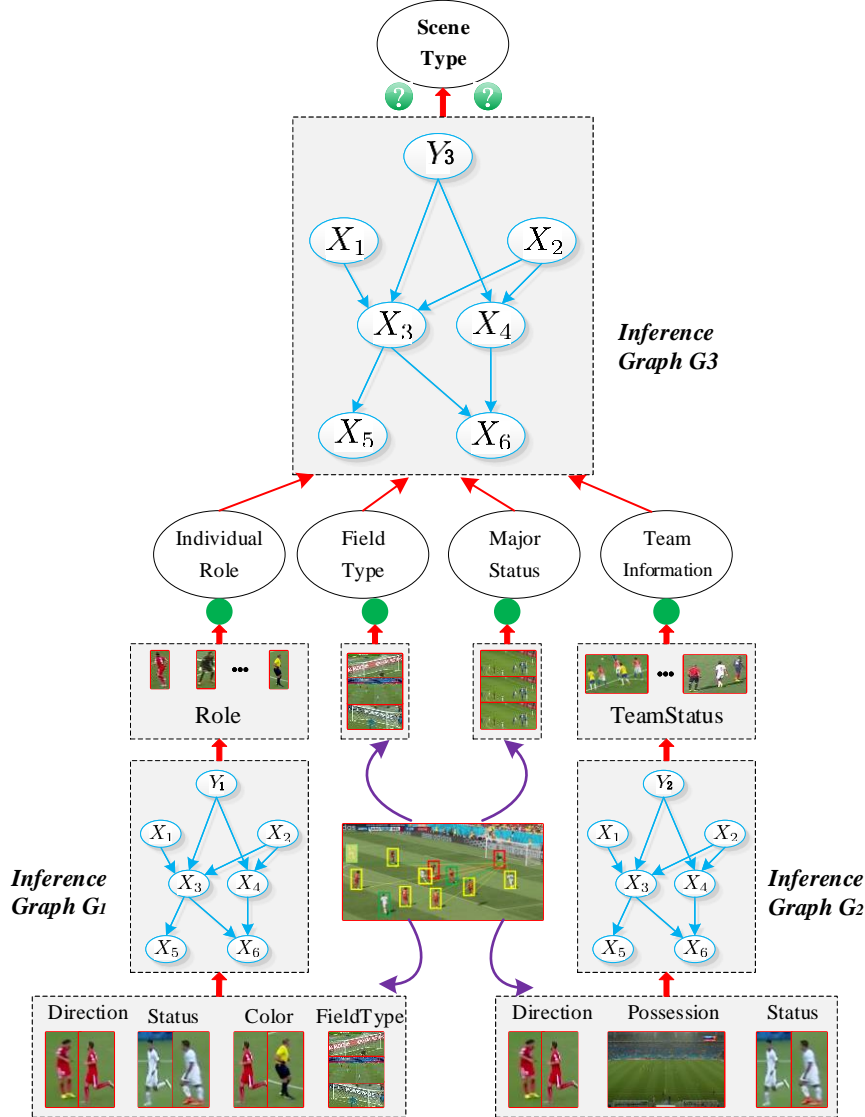 Scene
Type
? ?
Y3
X1 X2
X3 X4
Inference
Graph G3
X5 X6
Individual
Role
Field
Type
Major
Status
Team
Information
Role
TeamStatus
Y1
X1 X2
X3 X4
X5 X6
Inference
Graph G1
Y2
X1 X2
X3 X4
X5 X6
Inference
Graph G2
Direction Status Color FieldType
Direction Possession Status